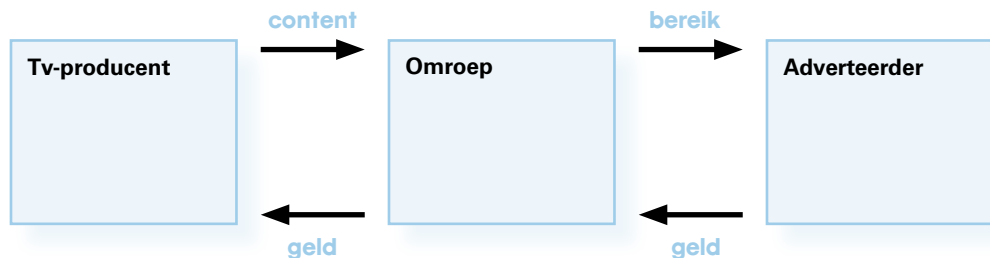 content
bereik
Tv-producent
Omroep
Adverteerder
geld
geld